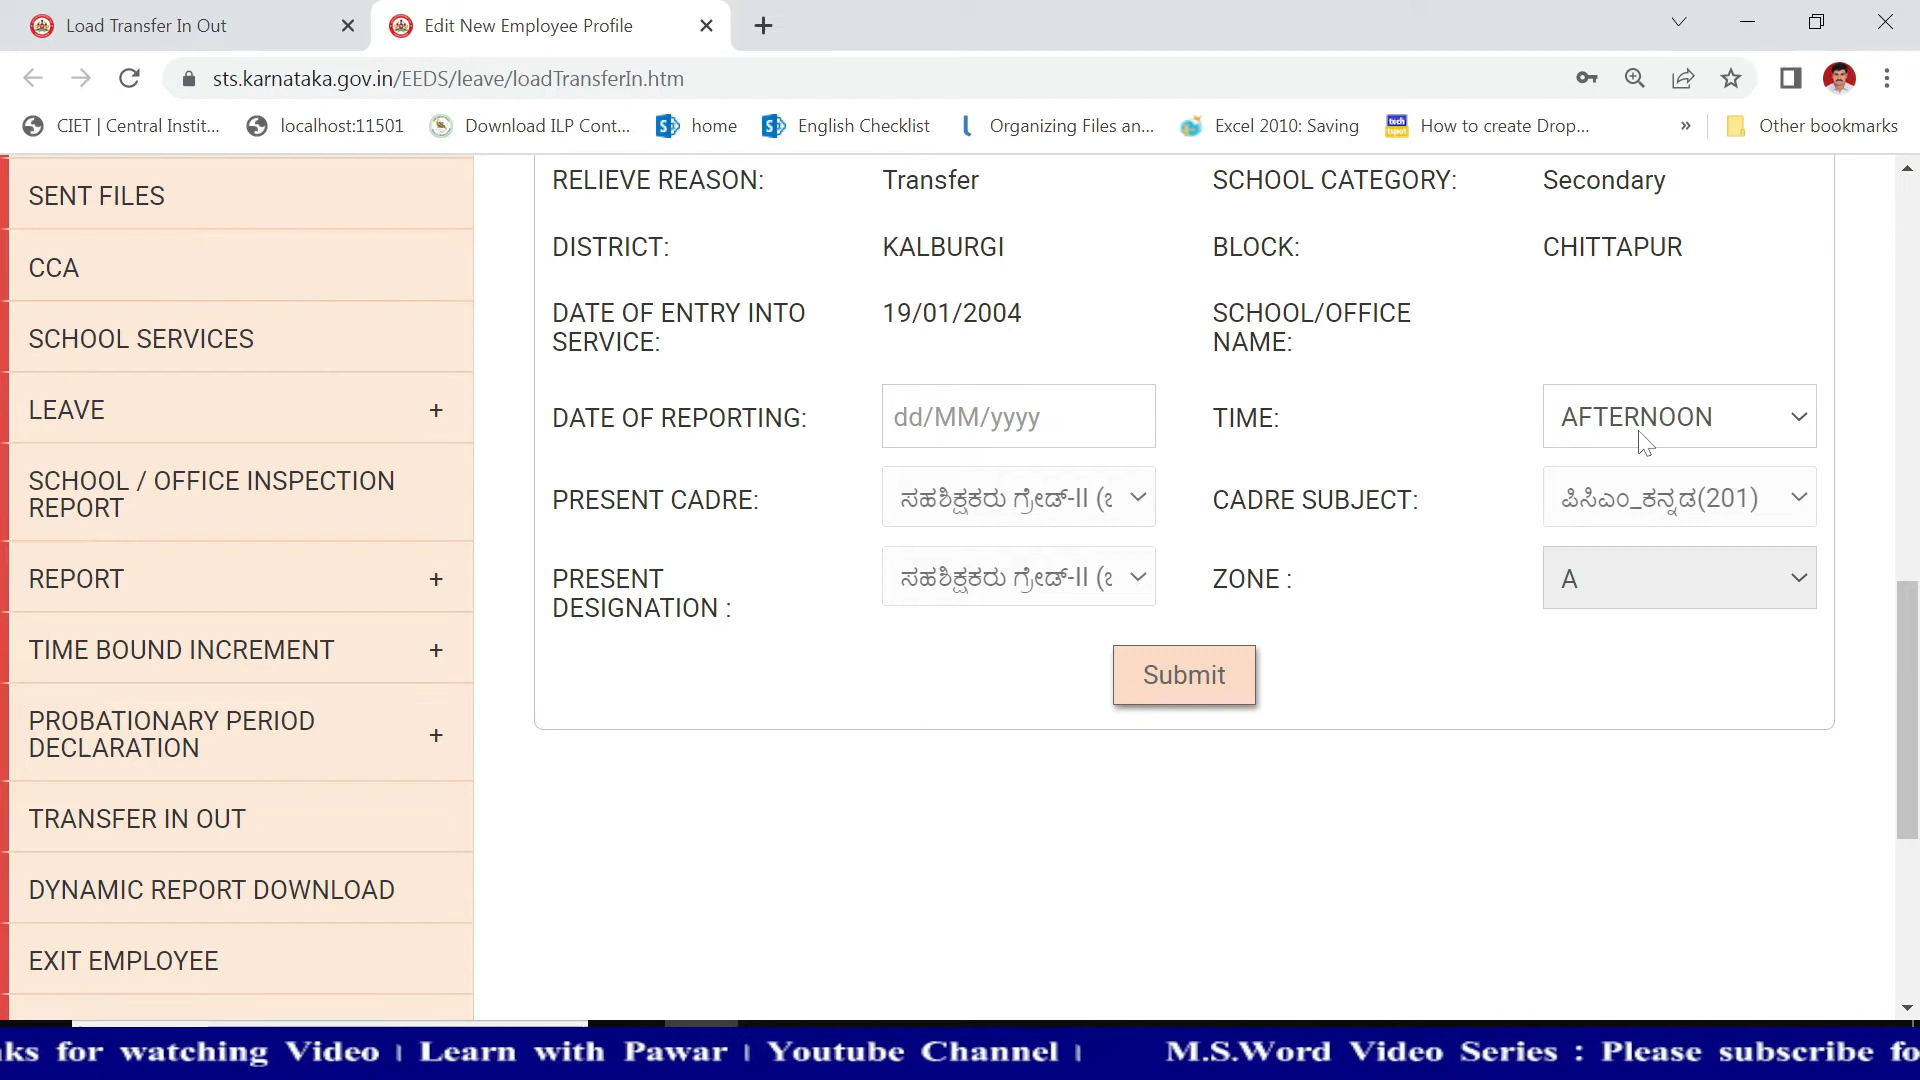 Load Transfer In Out
Edit New Employee Profile
sts.karnataka.gov.in/EEDS/leave/loadTransferIn.htm
CIET | Central Instit...
localhost:11501
Download ILP Cont...
home
English Checklist
Organizing Files an...
Excel 2010: Saving
How to create Drop...
»
Other bookmarks
SENT FILES
CCA
SCHOOL SERVICES
LEAVE +
SCHOOL / OFFICE INSPECTION
REPORT
REPORT +
TIME BOUND INCREMENT +
PROBATIONARY PERIOD
DECLARATION +
TRANSFER IN OUT
DYNAMIC REPORT DOWNLOAD
EXIT EMPLOYEE
RELIEVE REASON: Transfer SCHOOL CATEGORY: Secondary
DISTRICT: KALBURGI BLOCK: CHITTAPUR
DATE OF ENTRY INTO
SERVICE: 19/01/2004 SCHOOL/OFFICE
NAME:
DATE OF REPORTING: dd/MM/yyyy TIME: AFTERNOON
PRESENT CADRE: ಸಹಶಿಕ್ಷಕರು ಗ್ರೇಡ್-II CADRE SUBJECT: ಪಿಸಿಎಂ_ಕನ್ನಡ(201)
PRESENT
DESIGNATION : ಸಹಶಿಕ್ಷಕರು ಗ್ರೇಡ್-II ZONE : A
Submit
for watching Video | Learn with Pawar | Youtube Channel | M.S.Word Video Series : Please subscribe